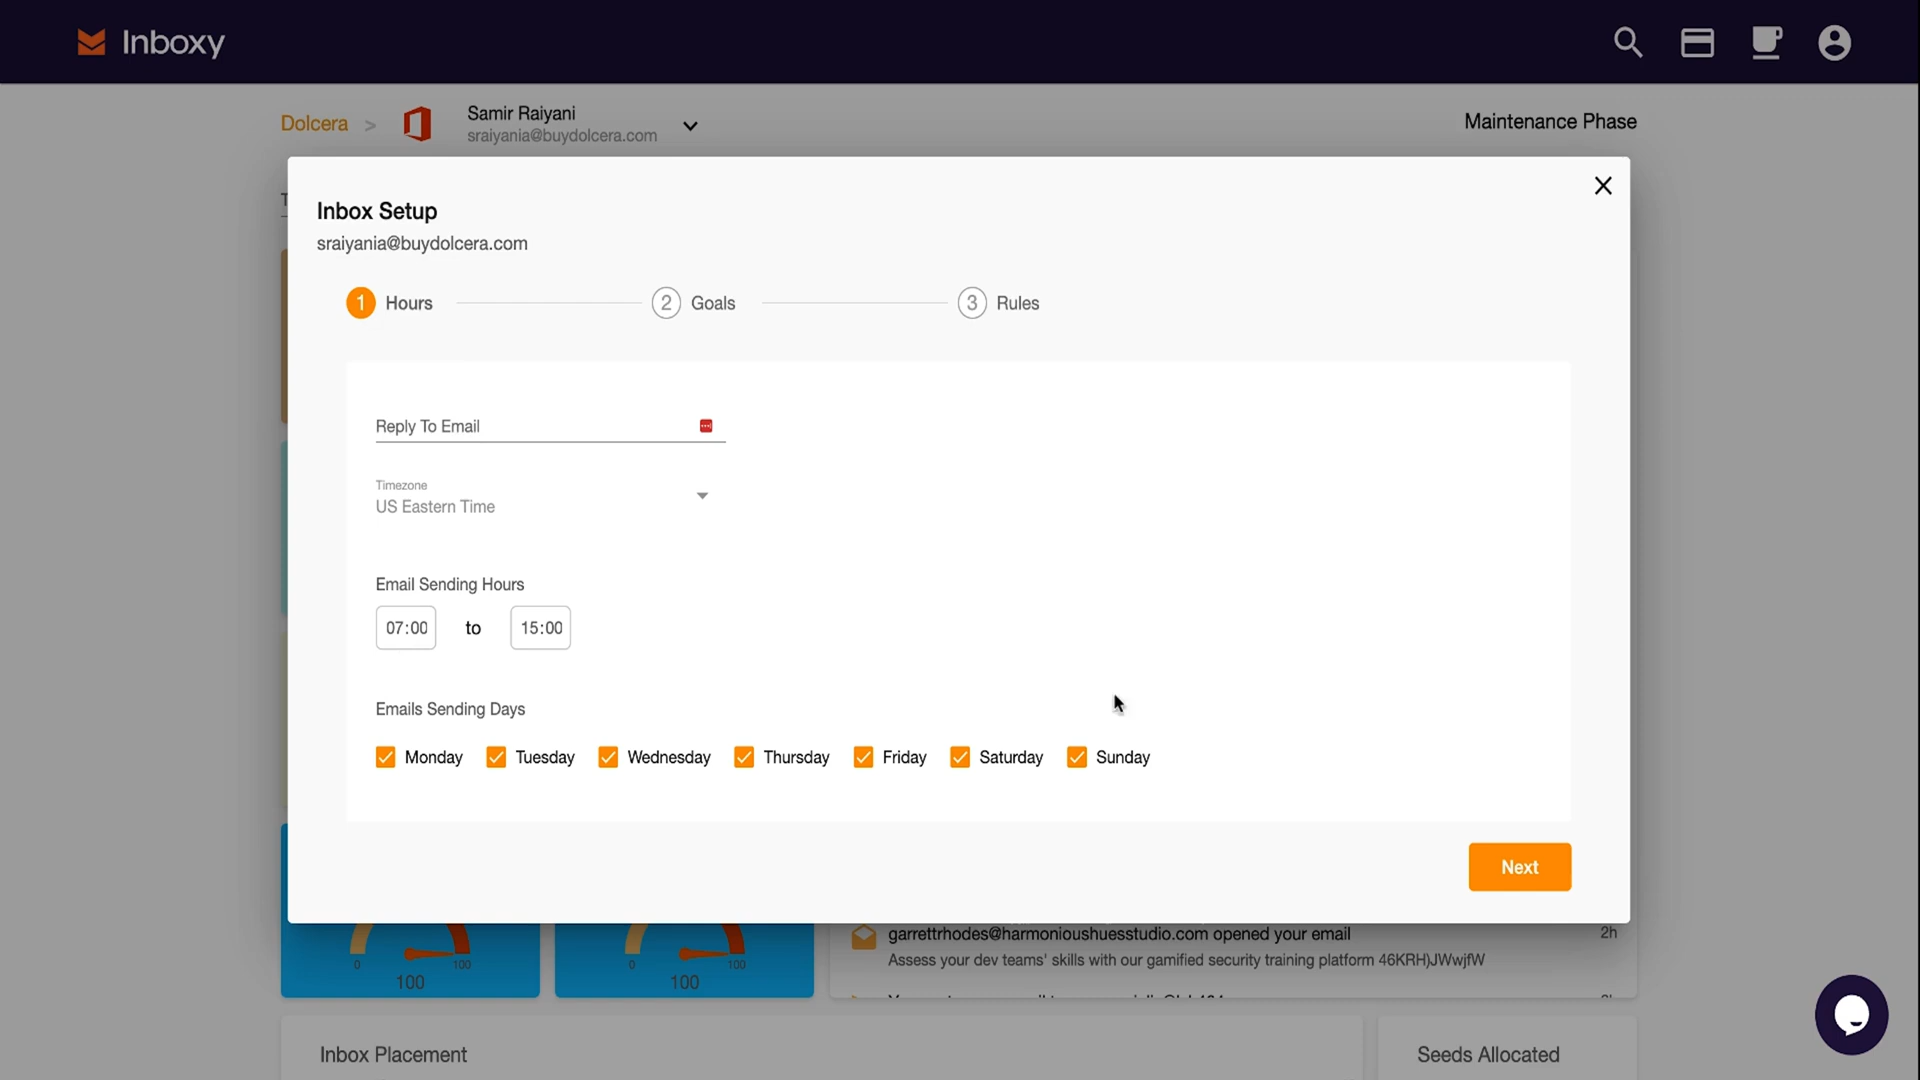 Inboxy
Dolcera >
Samir Raiyani
sraiyania@buydolcera.com
Maintenance Phase
Inbox Setup
sraiyania@buydolcera.com
1 Hours
2 Goals
3 Rules
Reply To Email
Timezone
US Eastern Time
Email Sending Hours
07:00 to 15:00
Emails Sending Days
Monday Tuesday Wednesday Thursday Friday Saturday Sunday
Next
0 100
100
0 100
100
garrettrhodes@harmonioushuesstudio.com opened your email
2h
Assess your dev teams' skills with our gamified security training platform 46KRH)JWwjfW
Inbox Placement
Seeds Allocated